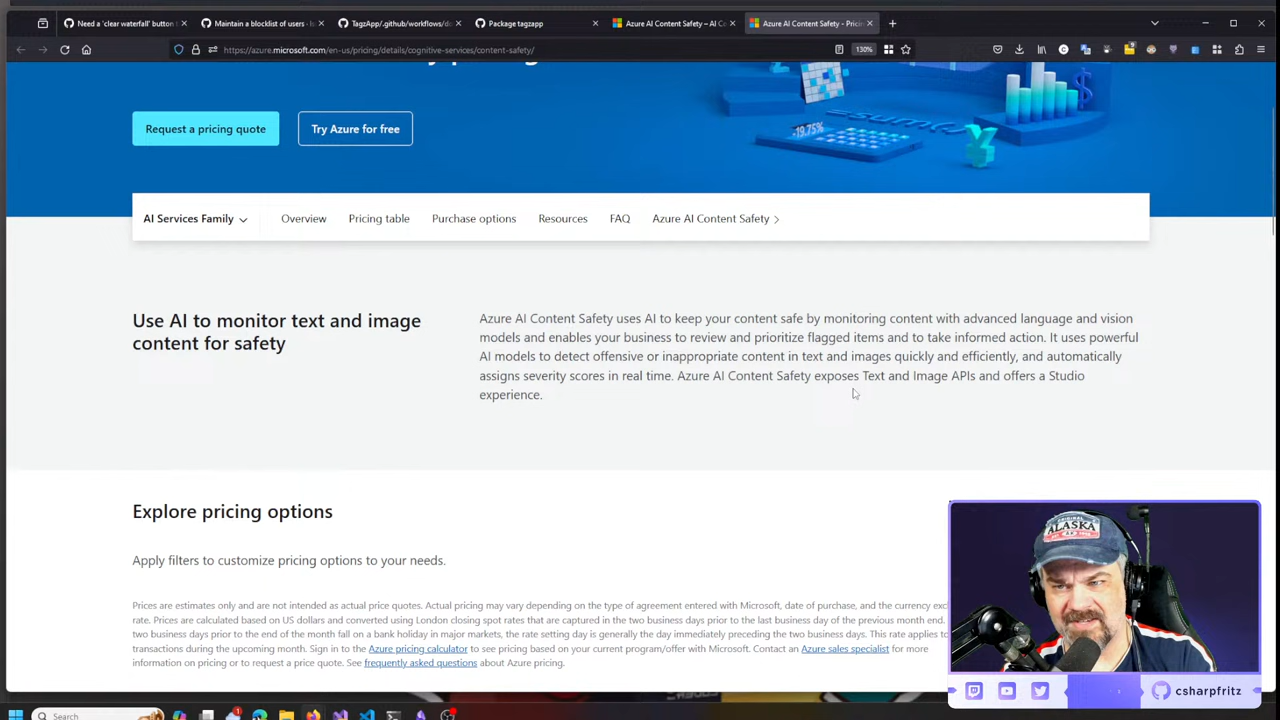 Need a 'clear waterfall' button
Maintain a blocklist of users
TagzApp/.github/workflows/do
Package tagzapp
Azure AI Content Safety – AI Co
Azure AI Content Safety - Pricin
https://azure.microsoft.com/en-us/pricing/details/cognitive-services/content-safety/
130%
Request a pricing quote
Try Azure for free
-19.75%
AI Services Family
Overview
Pricing table
Purchase options
Resources
FAQ
Azure AI Content Safety
Use AI to monitor text and image
content for safety
Azure AI Content Safety uses AI to keep your content safe by monitoring content with advanced language and vision
models and enables your business to review and prioritize flagged items and to take informed action. It uses powerful
AI models to detect offensive or inappropriate content in text and images quickly and efficiently, and automatically
assigns severity scores in real time. Azure AI Content Safety exposes Text and Image APIs and offers a Studio
experience.
Explore pricing options
Apply filters to customize pricing options to your needs.
Prices are estimates only and are not intended as actual price quotes. Actual pricing may vary depending on the type of agreement entered with Microsoft, date of purchase, and the currency exc
rate. Prices are calculated based on US dollars and converted using London closing spot rates that are captured in the two business days prior to the last business day of the previous month end.
two business days prior to the end of the month fall on a bank holiday in major markets, the rate setting day is generally the day immediately preceding the two business days. This rate applies to
transactions during the upcoming month. Sign in to the Azure pricing calculator to see pricing based on your current program/offer with Microsoft. Contact an Azure sales specialist for more
information on pricing or to request a price quote. See frequently asked questions about Azure pricing.
ALASKA
csharpfritz
Search